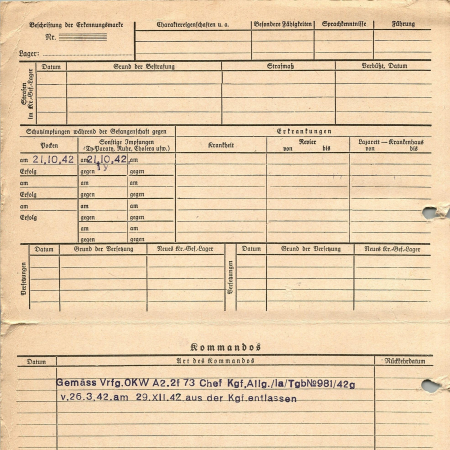 Beschriftung der Erkennungsmarke
Nr.
Lager:
Charaktereigenschaften u. a.
Besondere Fähigkeiten
Sprachkenntnisse
Führung
Strafen im Kr.-Gef.-Lager
Datum
Grund der Bestrafung
Strafmaß
Verbüßt, Datum
Schutzimpfungen während der Gefangenschaft gegen
Erkrankungen
Pocken
Sonstige Impfungen
(Ty-Paraty. Ruhr, Cholera usw.)
Krankheit
Revier
von bis
Lazarett – Krankenhaus
von bis
am 21.10.42 am 21.10.42 am
Erfolg gegen Ty gegen
am am am
Erfolg gegen gegen
am am am
Erfolg gegen gegen
am am
gegen gegen
Versetzungen
Datum
Grund der Versetzung
Neues Kr.-Gef.-Lager
Versetzungen
Datum
Grund der Versetzung
Neues Kr.-Gef.-Lager
Kommandos
Datum
Art des Kommandos
Rückkehrdatum
Gemäss Vrfg.OKW A2.2f 73 Chef Kgf,Allg./Ia/Tgb№981/42g
v.26.3.42.am 29.XII.42 aus der Kgf.entlassen